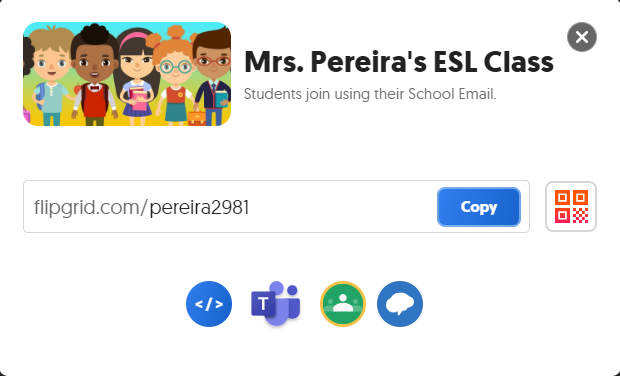 Mrs. Pereira's ESL Class
Students join using their School Email.
flipgrid.com/pereira2981
Copy
</>
T